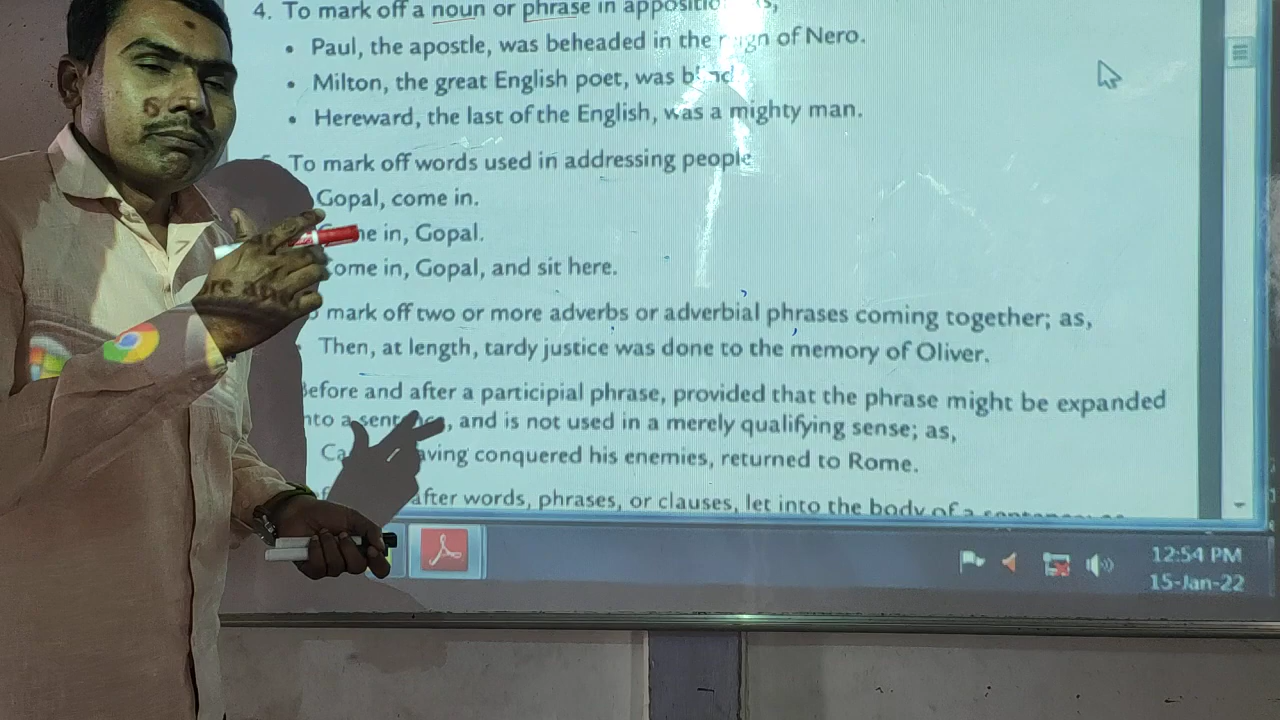 4. To mark off a noun or phrase in
• Paul, the apostle, was beheaded in the of Nero.
• Milton, the great English poet, was
• Hereward, the last of the English, was a mighty man.
To mark off words used in addressing people
Gopal, come in.
in, Gopal.
in, Gopal, and sit here.
mark off two or more adverbs or adverbial phrases coming together; as,
Then, at length, tardy justice was done to the memory of Oliver.
and after a participial phrase, provided that the phrase might be expanded
a and is not used in a merely qualifying sense; as,
conquered his enemies, returned to Rome.
after words, phrases, or clauses, let into the body of a
12:54 PM
15-Jan-22